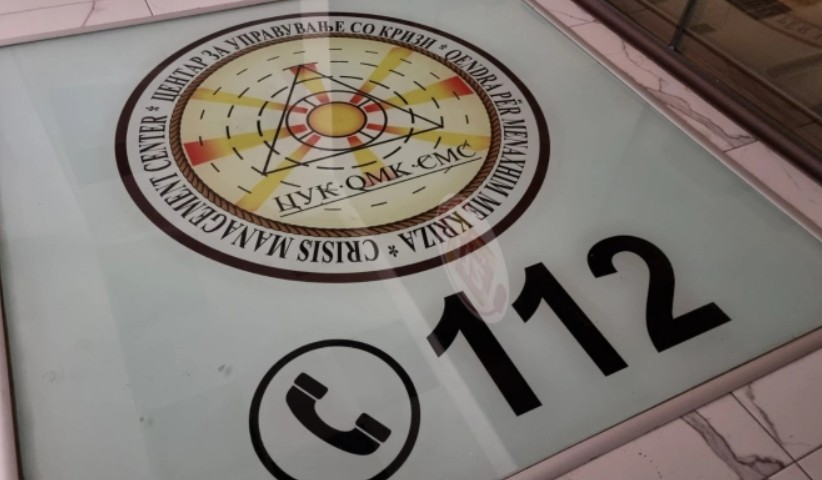 ЦЕНТАР ЗА УПРАВУВАЊЕ СО КРИЗИ * QENDRA PËR MENAXHIM ME KRIZA * CRISIS MANAGEMENT CENTER *
ЦУК·QMK·CMC
112